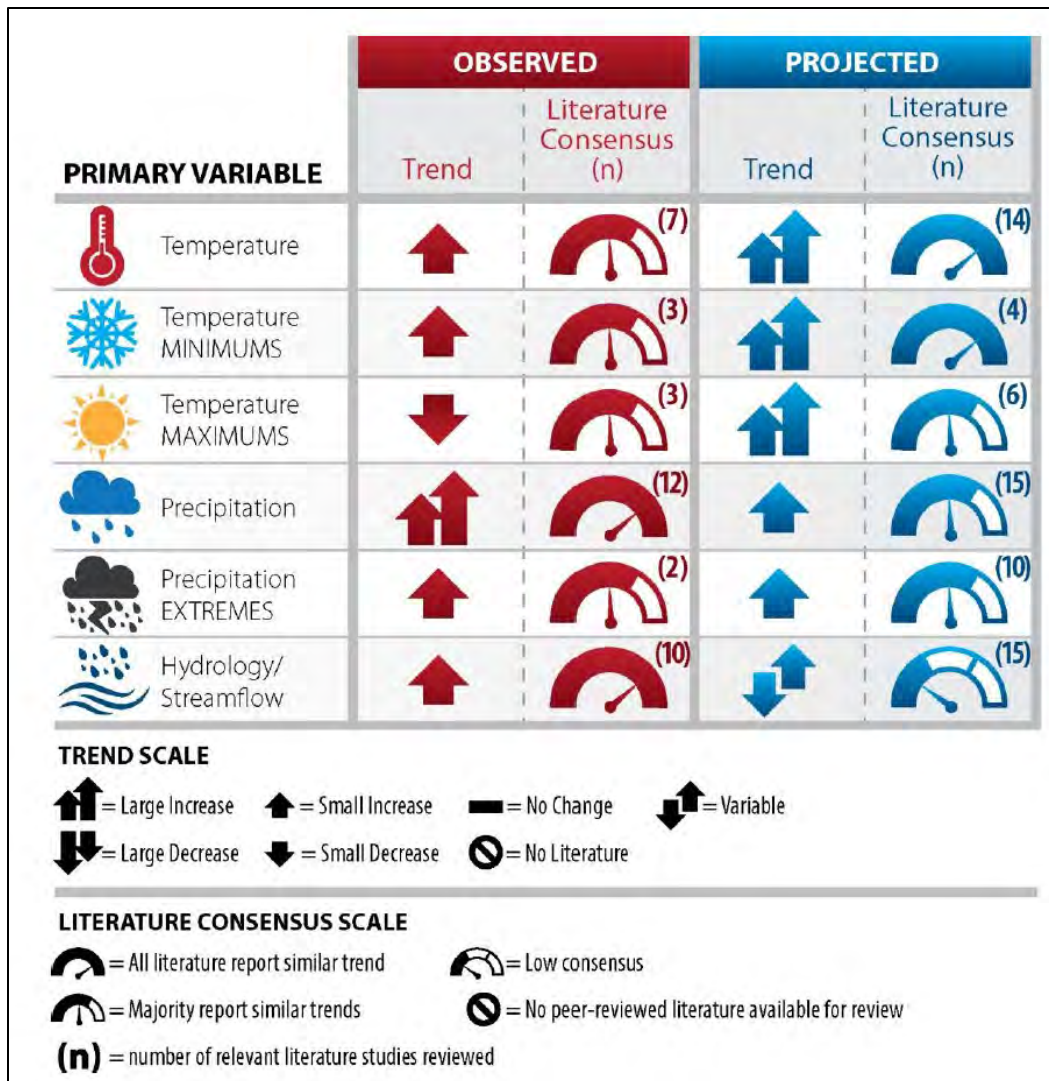 OBSERVED PROJECTED
PRIMARY VARIABLE Trend Literature Consensus (n) Trend Literature Consensus (n)
Temperature (7) (14)
Temperature MINIMUMS (3) (4)
Temperature MAXIMUMS (3) (6)
Precipitation (12) (15)
Precipitation EXTREMES (2) (10)
Hydrology/ Streamflow (10) (15)
TREND SCALE
= Large Increase = Small Increase = No Change = Variable
= Large Decrease = Small Decrease = No Literature
LITERATURE CONSENSUS SCALE
= All literature report similar trend = Low consensus
= Majority report similar trends = No peer-reviewed literature available for review
(n) = number of relevant literature studies reviewed